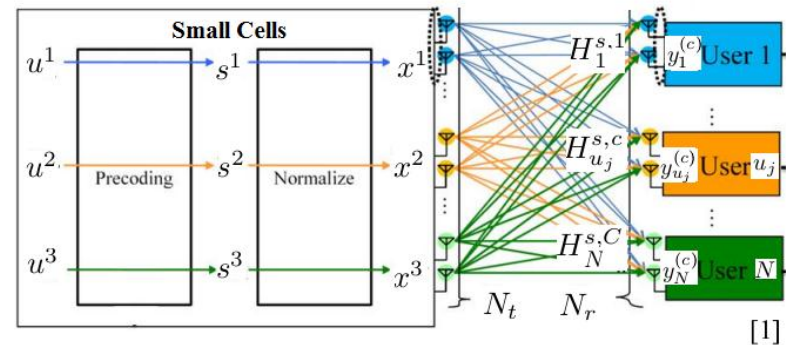 Small Cells
u^1 s^1 x^1 H_1^{s,1} y_1^{(c)} User 1
u^2 Precoding s^2 Normalize x^2 H_{u_j}^{s,c} y_{u_j}^{(c)} User u_j
u^3 s^3 x^3 H_N^{s,C} y_N^{(c)} User N
N_t N_r
[1]